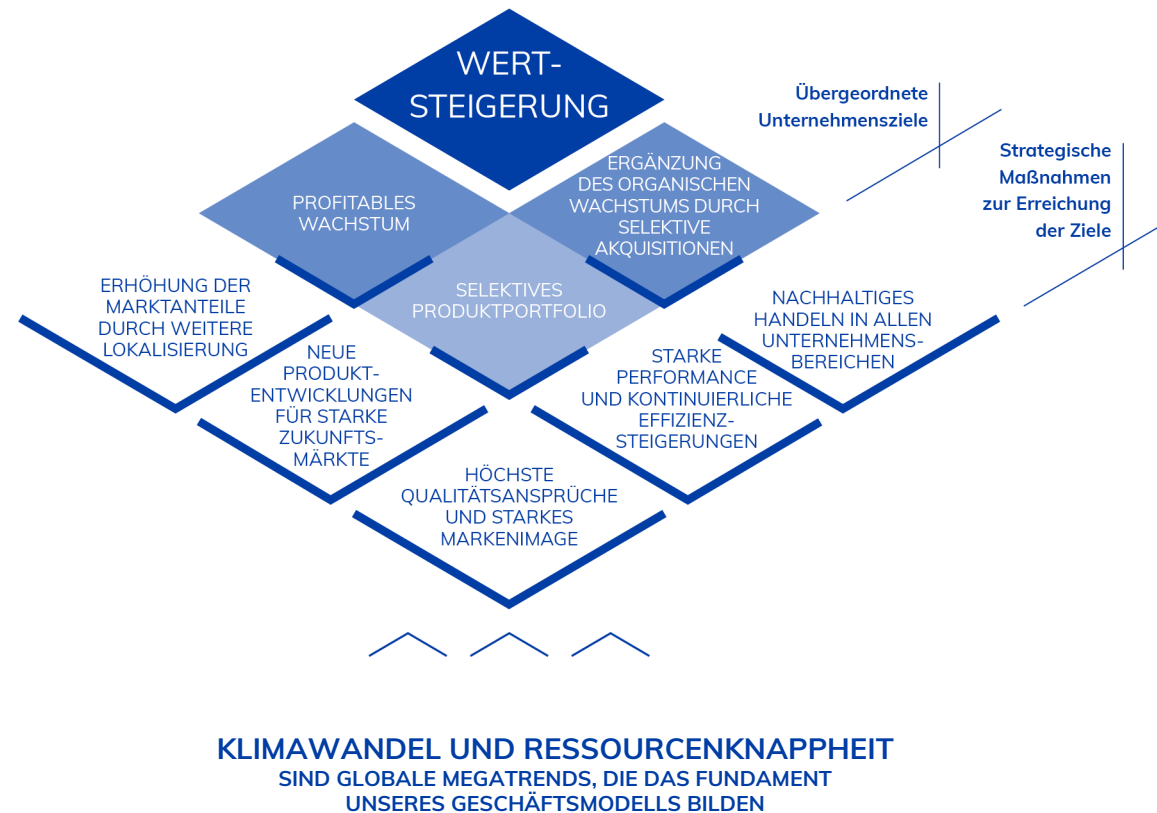 WERT-
STEIGERUNG
Übergeordnete
Unternehmensziele
PROFITABLES
WACHSTUM
ERGÄNZUNG
DES ORGANISCHEN
WACHSTUMS DURCH
SELEKTIVE
AKQUISITIONEN
Strategische
Maßnahmen
zur Erreichung
der Ziele
SELEKTIVES
PRODUKTPORTFOLIO
ERHÖHUNG DER
MARKTANTEILE
DURCH WEITERE
LOKALISIERUNG
NEUE
PRODUKT-
ENTWICKLUNGEN
FÜR STARKE
ZUKUNFTS-
MÄRKTE
HÖCHSTE
QUALITÄTSANSPRÜCHE
UND STARKES
MARKENIMAGE
STARKE
PERFORMANCE
UND KONTINUIERLICHE
EFFIZIENZ-
STEIGERUNGEN
NACHHALTIGES
HANDELN IN ALLEN
UNTERNEHMENS-
BEREICHEN
KLIMAWANDEL UND RESSOURCENKNAPPHEIT
SIND GLOBALE MEGATRENDS, DIE DAS FUNDAMENT
UNSERES GESCHÄFTSMODELLS BILDEN